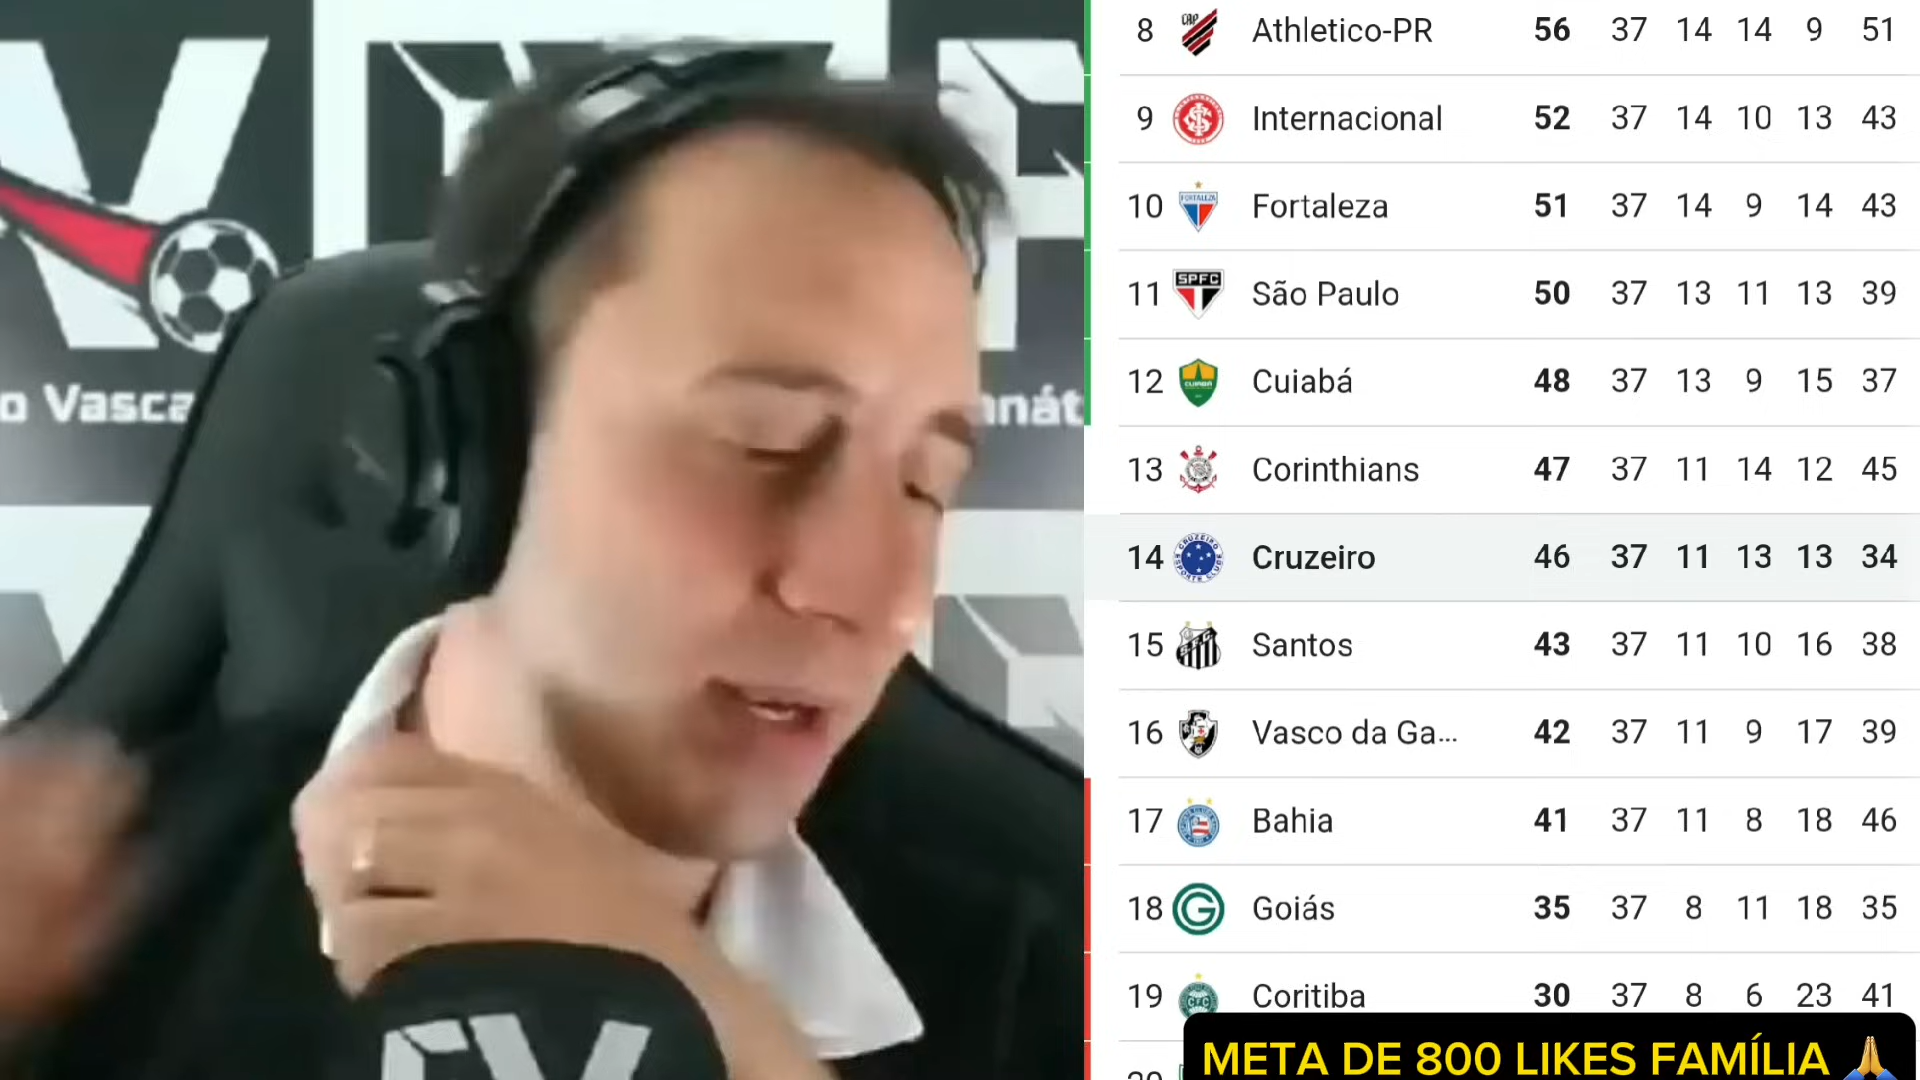 o Vasca
anát
8 Athletico-PR 56 37 14 14 9 51
9 Internacional 52 37 14 10 13 43
10 Fortaleza 51 37 14 9 14 43
11 São Paulo 50 37 13 11 13 39
12 Cuiabá 48 37 13 9 15 37
13 Corinthians 47 37 11 14 12 45
14 Cruzeiro 46 37 11 13 13 34
15 Santos 43 37 11 10 16 38
16 Vasco da Ga... 42 37 11 9 17 39
17 Bahia 41 37 11 8 18 46
18 Goiás 35 37 8 11 18 35
19 Coritiba 30 37 8 6 23 41
META DE 800 LIKES FAMÍLIA 🙏